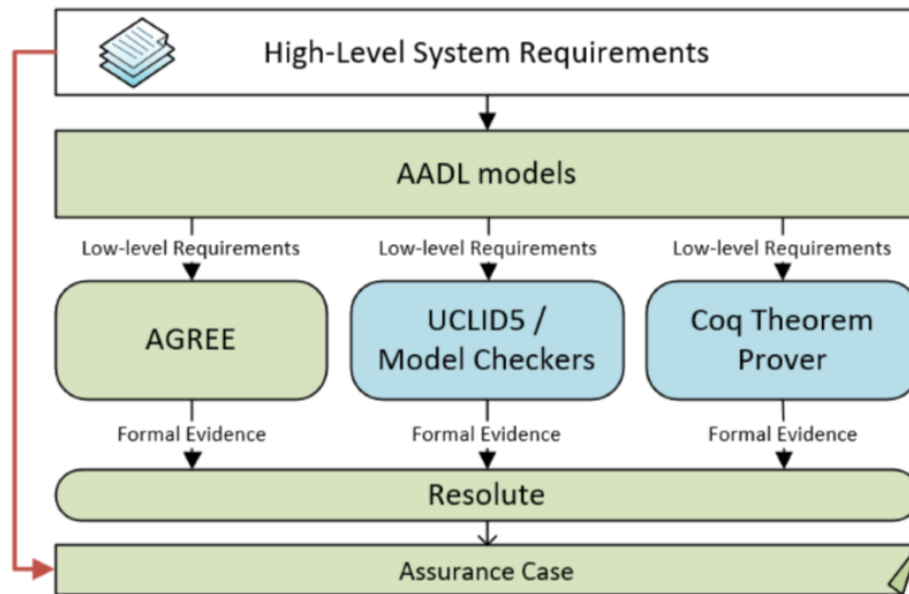 High-Level System Requirements
AADL models
Low-level Requirements
Low-level Requirements
Low-level Requirements
AGREE
UCLID5 /
Model Checkers
Coq Theorem
Prover
Formal Evidence
Formal Evidence
Formal Evidence
Resolute
Assurance Case